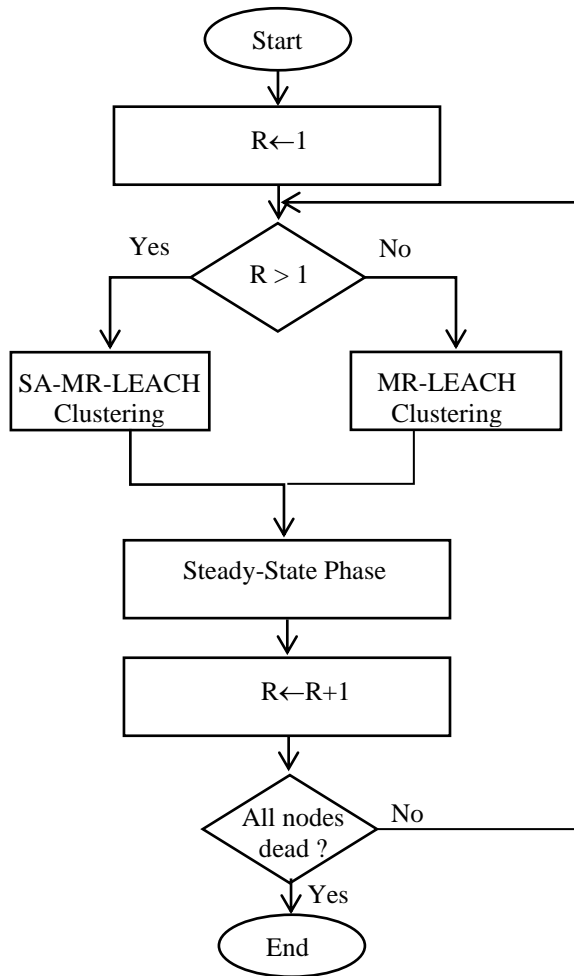 Start
R←1
Yes
No
R > 1
SA-MR-LEACH
Clustering
MR-LEACH
Clustering
Steady-State Phase
R←R+1
All nodes
dead ?
No
Yes
End